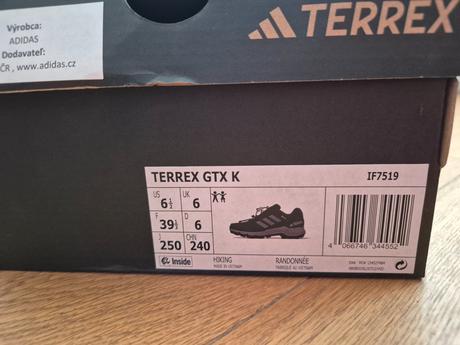 Výrobca:
ADIDAS
Dodavateľ:
ČR , www.adidas.cz
TERREX
TERREX GTX K
IF7519
US
6½
UK
6
F
39½
D
6
J
250
CHN
240
Inside
HIKING
MADE IN VIETNAM
RANDONNÉE
FABRIQUÉ AU VIETNAM
4 066746 344552